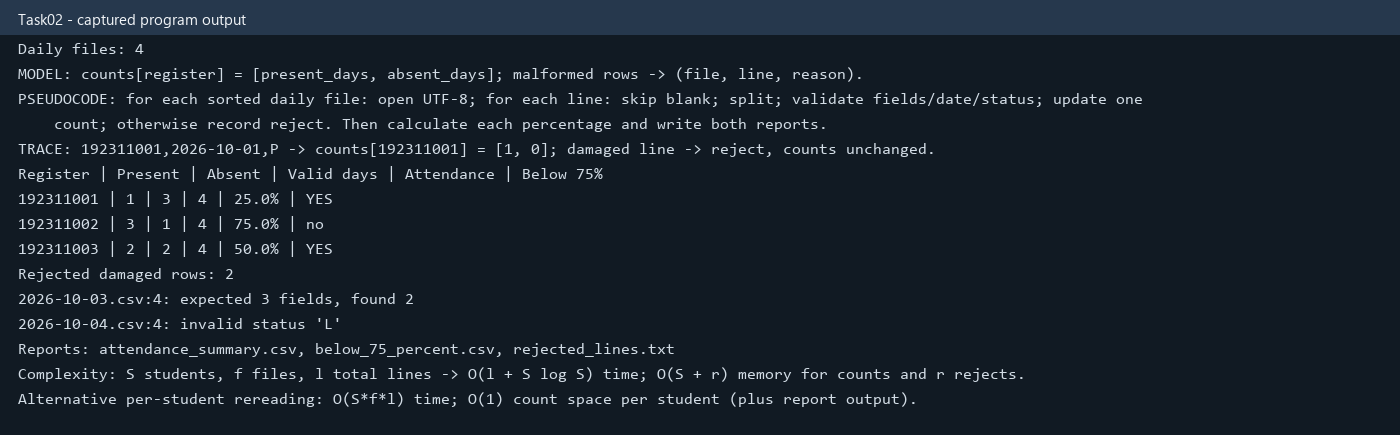 Task02 - captured program output
Daily files: 4
MODEL: counts[register] = [present_days, absent_days]; malformed rows -> (file, line, reason).
PSEUDOCODE: for each sorted daily file: open UTF-8; for each line: skip blank; split; validate fields/date/status; update one
count; otherwise record reject. Then calculate each percentage and write both reports.
TRACE: 192311001,2026-10-01,P -> counts[192311001] = [1, 0]; damaged line -> reject, counts unchanged.
Register | Present | Absent | Valid days | Attendance | Below 75%
192311001 | 1 | 3 | 4 | 25.0% | YES
192311002 | 3 | 1 | 4 | 75.0% | no
192311003 | 2 | 2 | 4 | 50.0% | YES
Rejected damaged rows: 2
2026-10-03.csv:4: expected 3 fields, found 2
2026-10-04.csv:4: invalid status 'L'
Reports: attendance_summary.csv, below_75_percent.csv, rejected_lines.txt
Complexity: S students, f files, l total lines -> O(l + S log S) time; O(S + r) memory for counts and r rejects.
Alternative per-student rereading: O(S*f*l) time; O(1) count space per student (plus report output).